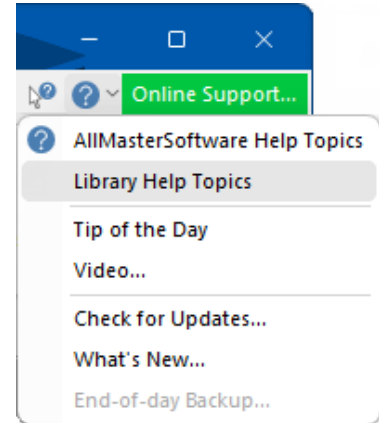 Online Support...
AllMasterSoftware Help Topics
Library Help Topics
Tip of the Day
Video...
Check for Updates...
What's New...
End-of-day Backup...